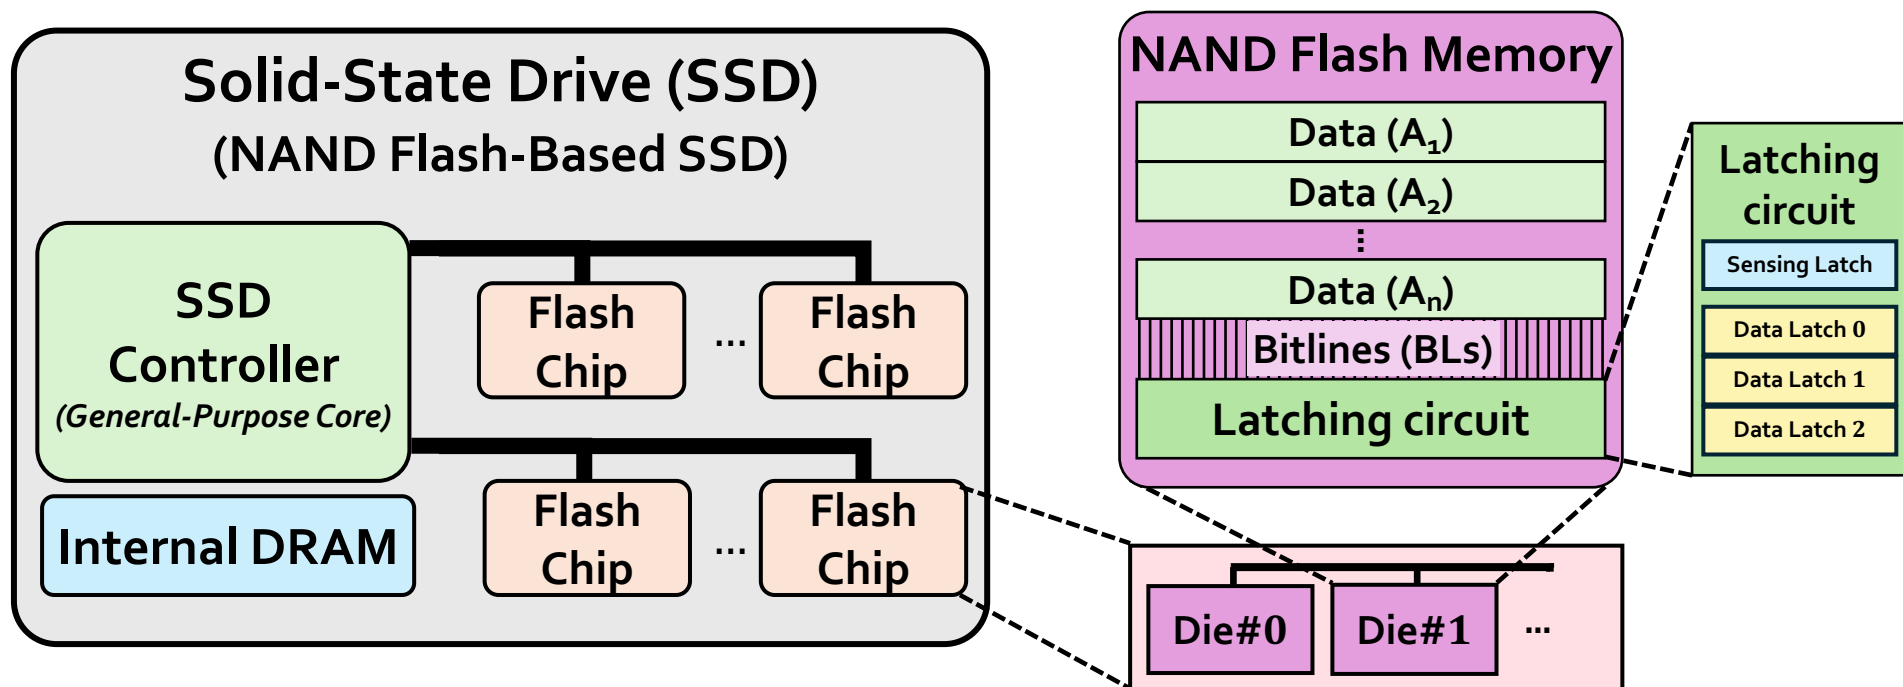 Solid-State Drive (SSD)
(NAND Flash-Based SSD)
SSD
Controller
(General-Purpose Core)
Internal DRAM
Flash
Chip
...
Flash
Chip
Flash
Chip
...
Flash
Chip
NAND Flash Memory
Data (A₁)
Data (A₂)
⋮
Data (Aₙ)
Bitlines (BLs)
Latching circuit
Latching
circuit
Sensing Latch
Data Latch 0
Data Latch 1
Data Latch 2
Die#0
Die#1
...